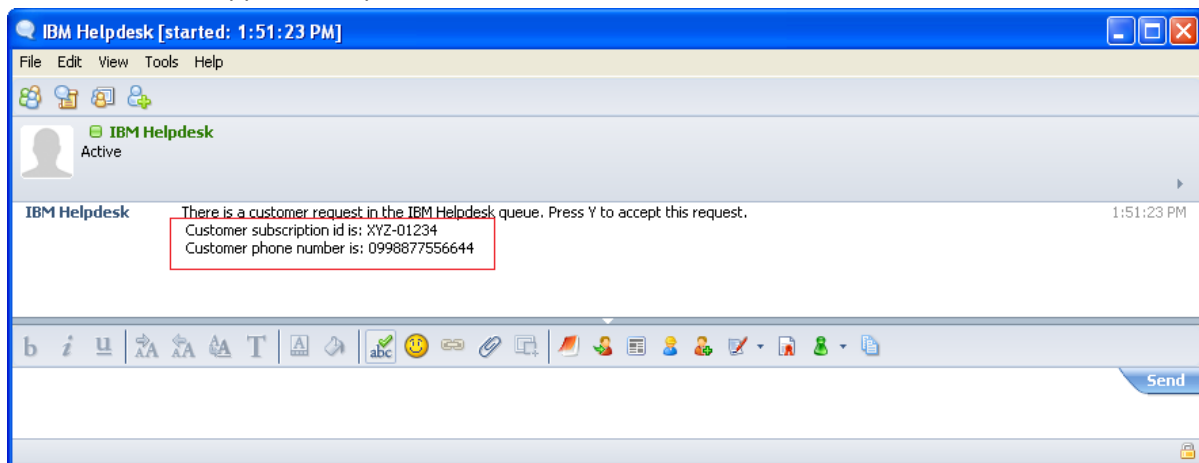 IBM Helpdesk [started: 1:51:23 PM]
File Edit View Tools Help
IBM Helpdesk
Active
IBM Helpdesk There is a customer request in the IBM Helpdesk queue. Press Y to accept this request. 1:51:23 PM
Customer subscription id is: XYZ-01234
Customer phone number is: 0998877556644
b i u A A A T A abc
Send